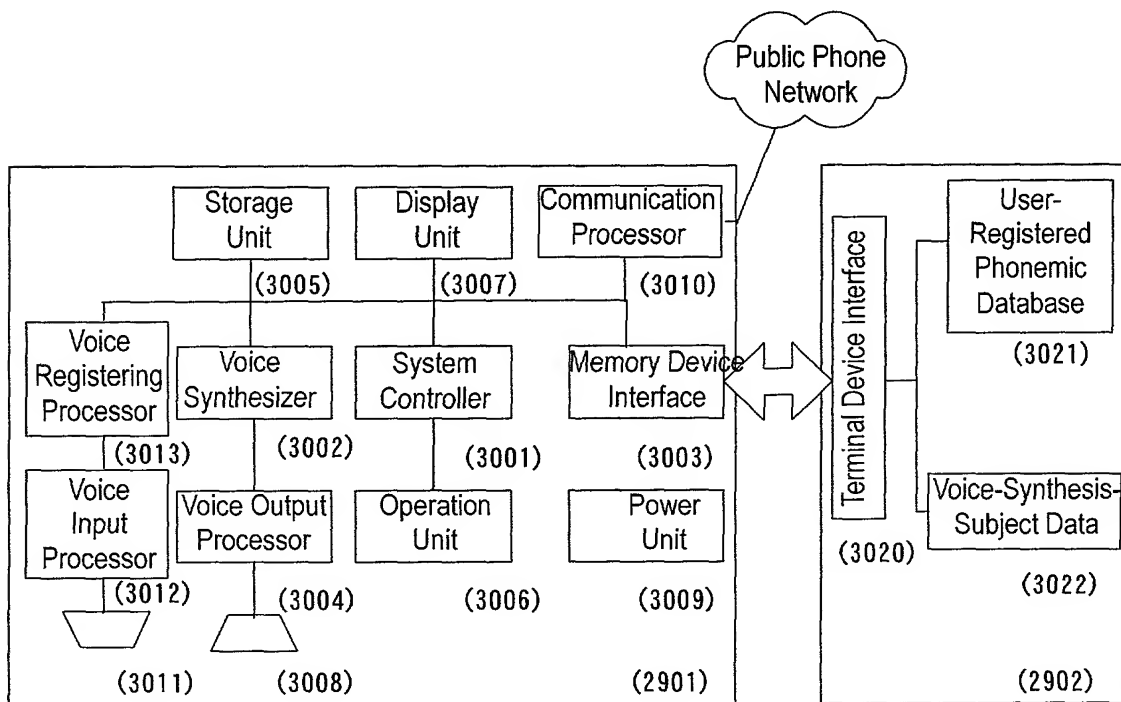 Public Phone
Network
Storage
Unit
(3005)
Display
Unit
(3007)
Communication
Processor
(3010)
Voice
Registering
Processor
(3013)
Voice
Synthesizer
(3002)
System
Controller
(3001)
Memory Device
Interface
(3003)
Voice
Input
Processor
(3012)
Voice Output
Processor
(3004)
Operation
Unit
(3006)
Power
Unit
(3009)
(3011)
(3008)
(2901)
Terminal Device Interface
(3020)
User-
Registered
Phonemic
Database
(3021)
Voice-Synthesis-
Subject Data
(3022)
(2902)